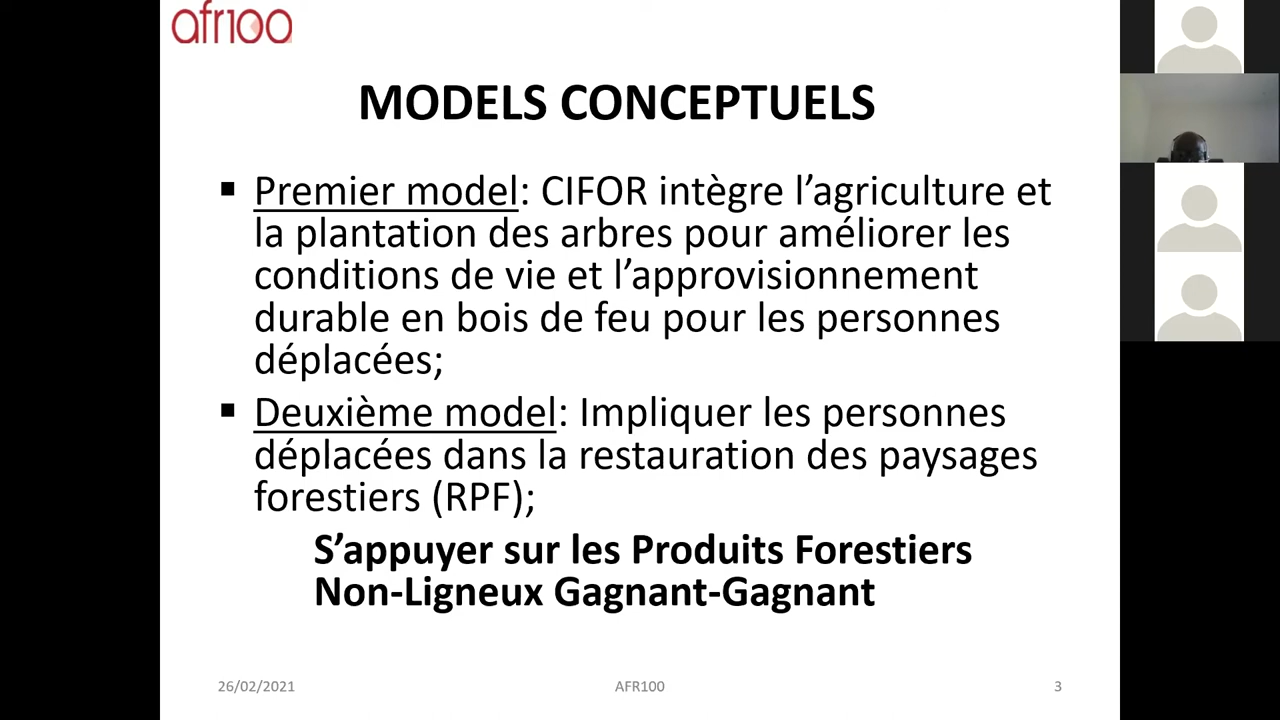 afr100
MODELS CONCEPTUELS
▪ Premier model: CIFOR intègre l’agriculture et
la plantation des arbres pour améliorer les
conditions de vie et l’approvisionnement
durable en bois de feu pour les personnes
déplacées;
▪ Deuxième model: Impliquer les personnes
déplacées dans la restauration des paysages
forestiers (RPF);
S’appuyer sur les Produits Forestiers
Non-Ligneux Gagnant-Gagnant
26/02/2021 AFR100 3